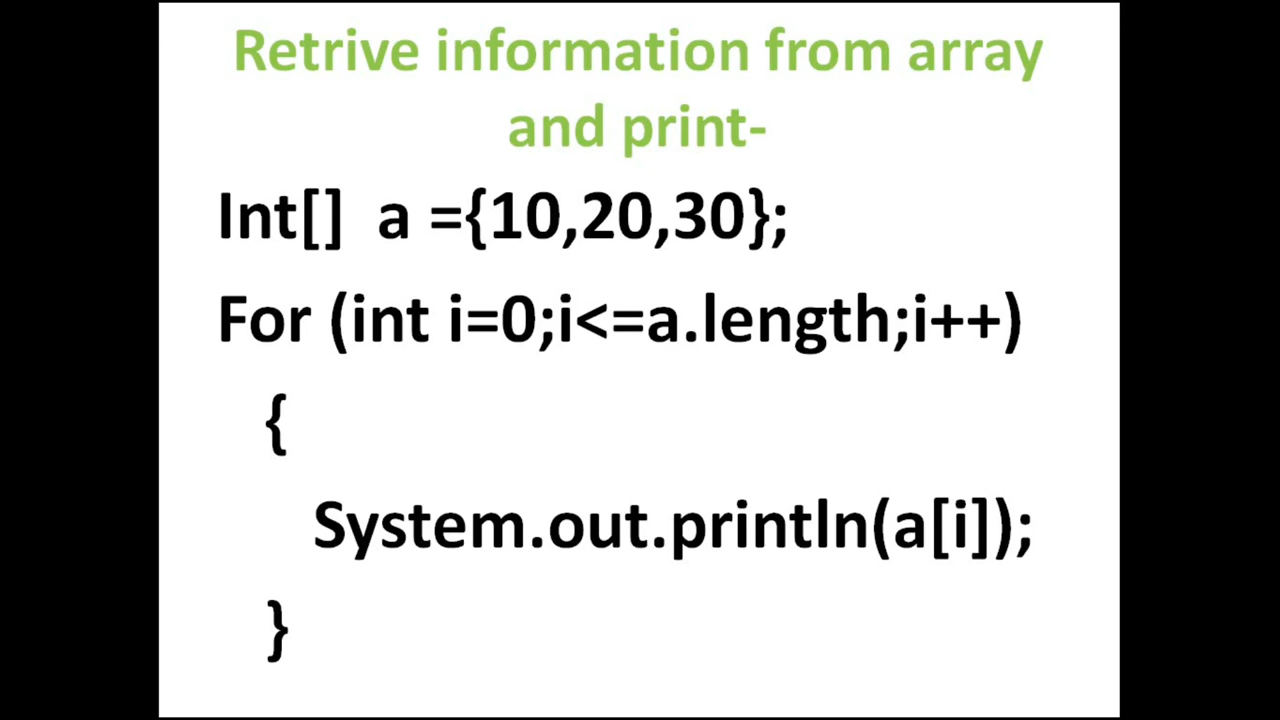 Retrive information from array
and print-
Int[] a ={10,20,30};
For (int i=0;i<=a.length;i++)
{
System.out.println(a[i]);
}